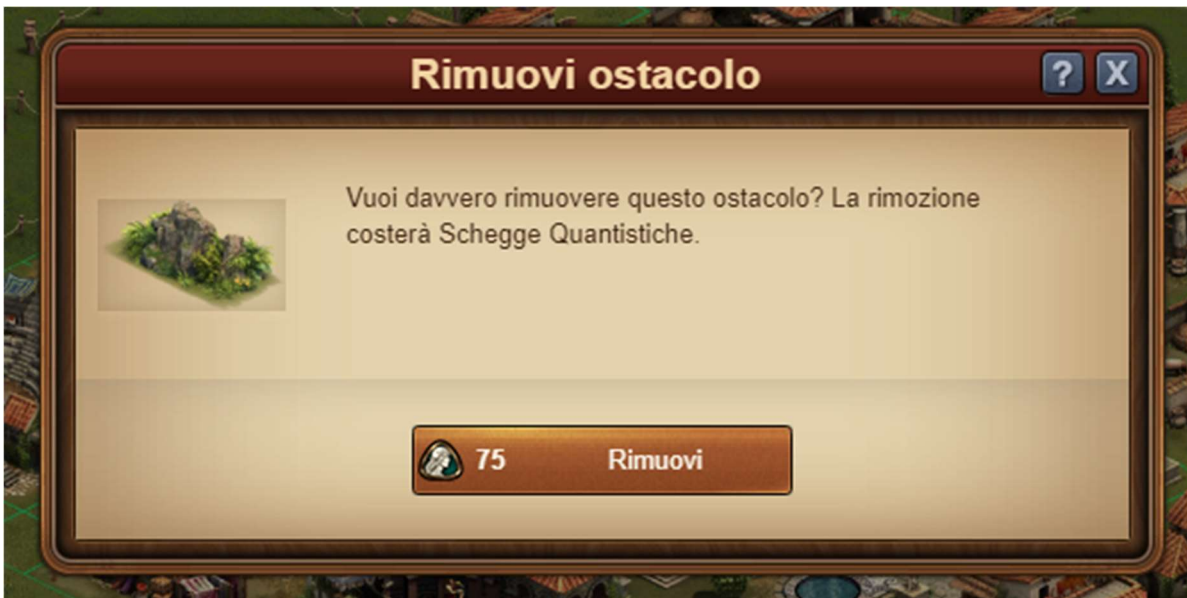 Rimuovi ostacolo
? X
Vuoi davvero rimuovere questo ostacolo? La rimozione
costerà Schegge Quantistiche.
75 Rimuovi